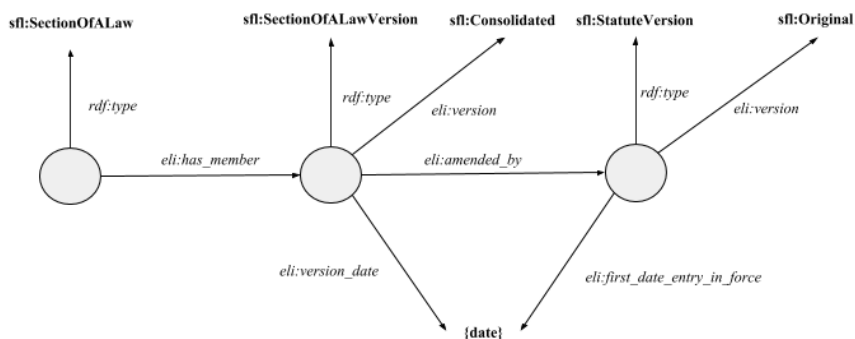 sfl:SectionOfALaw
sfl:SectionOfALawVersion
sfl:Consolidated
sfl:StatuteVersion
sfl:Original
rdf:type
rdf:type
eli:version
rdf:type
eli:version
eli:has_member
eli:amended_by
eli:version_date
eli:first_date_entry_in_force
{date}